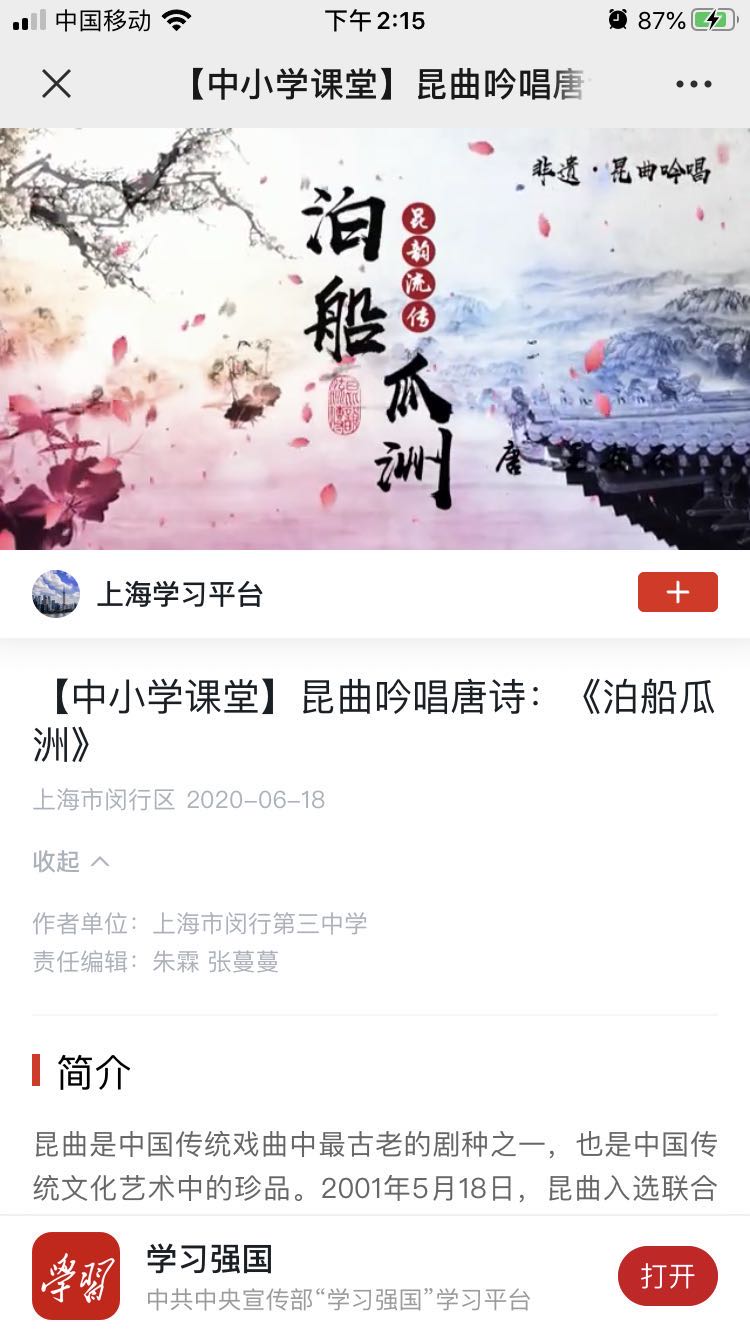 中国移动 下午2:15 87%
【中小学课堂】昆曲吟唱唐
非遗·昆曲吟唱
泊船瓜洲
昆韵流传
唐 王安石
上海学习平台
【中小学课堂】昆曲吟唱唐诗：《泊船瓜
洲》
上海市闵行区 2020-06-18
收起
作者单位：上海市闵行第三中学
责任编辑：朱霖 张蔓蔓
简介
昆曲是中国传统戏曲中最古老的剧种之一，也是中国传
统文化艺术中的珍品。2001年5月18日，昆曲入选联合
學習
学习强国
中共中央宣传部“学习强国”学习平台
打开